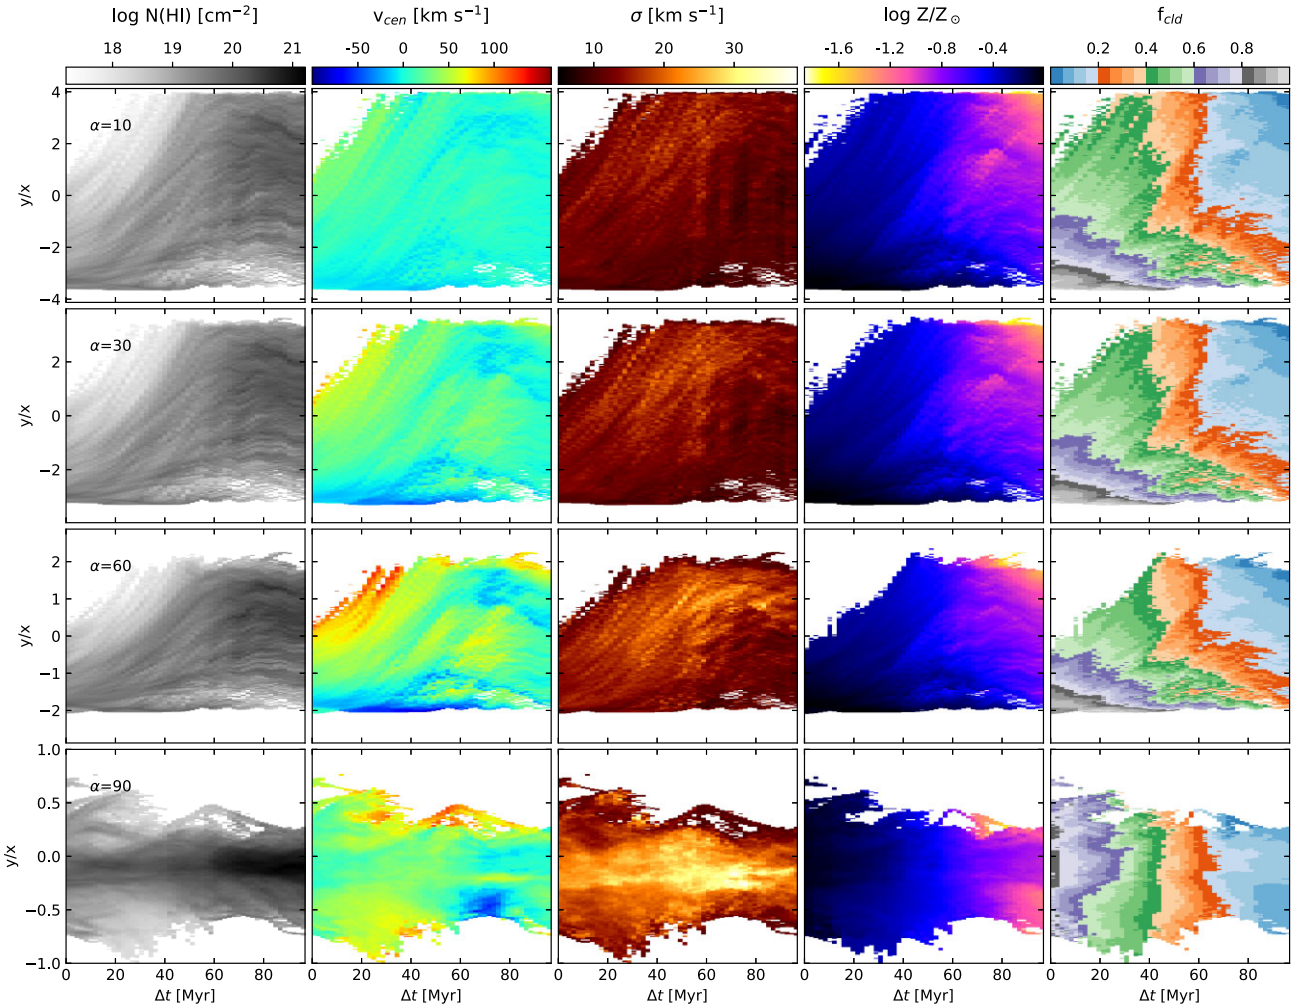 log N(HI) [cm⁻²] v_cen [km s⁻¹] σ [km s⁻¹] log Z/Z⊙ f_cld
18 19 20 21 -50 0 50 100 10 20 30 -1.6 -1.2 -0.8 -0.4 0.2 0.4 0.6 0.8
α=10
y/x
4
2
0
−2
−4
α=30
y/x
2
0
−2
α=60
y/x
2
1
0
−1
−2
α=90
y/x
1.0
0.5
0.0
−0.5
−1.0
0 20 40 60 80 0 20 40 60 80 0 20 40 60 80 0 20 40 60 80 0 20 40 60 80
Δt [Myr] Δt [Myr] Δt [Myr] Δt [Myr] Δt [Myr]